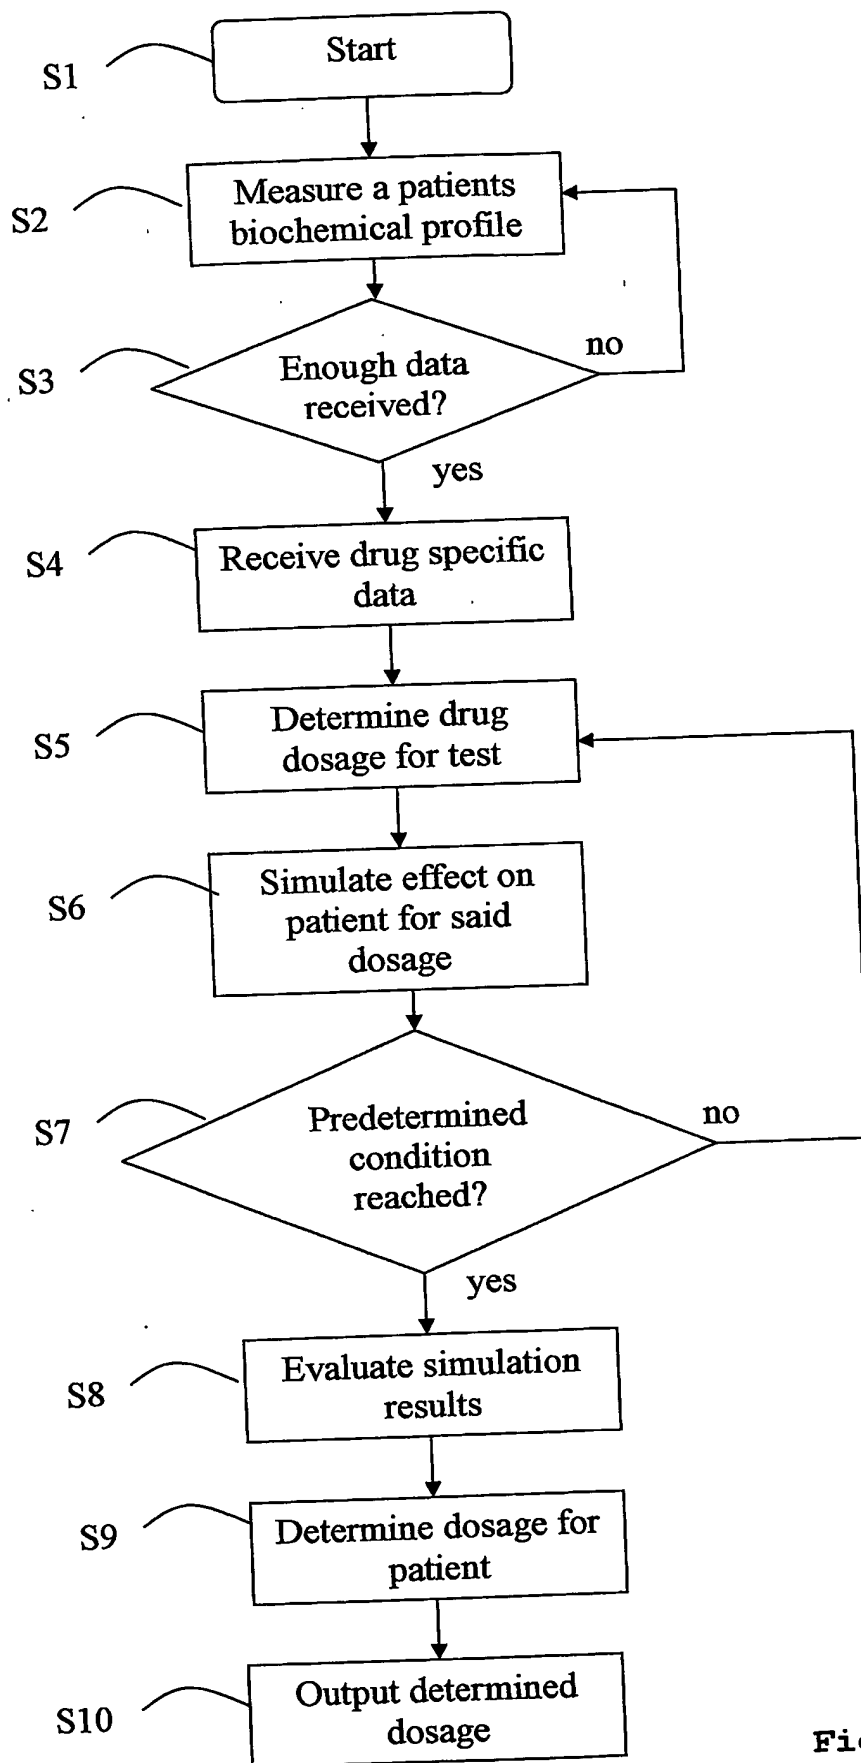 S1
Start
S2
Measure a patients
biochemical profile
S3
Enough data
received?
no
yes
S4
Receive drug specific
data
S5
Determine drug
dosage for test
S6
Simulate effect on
patient for said
dosage
S7
Predetermined
condition
reached?
no
yes
S8
Evaluate simulation
results
S9
Determine dosage for
patient
S10
Output determined
dosage